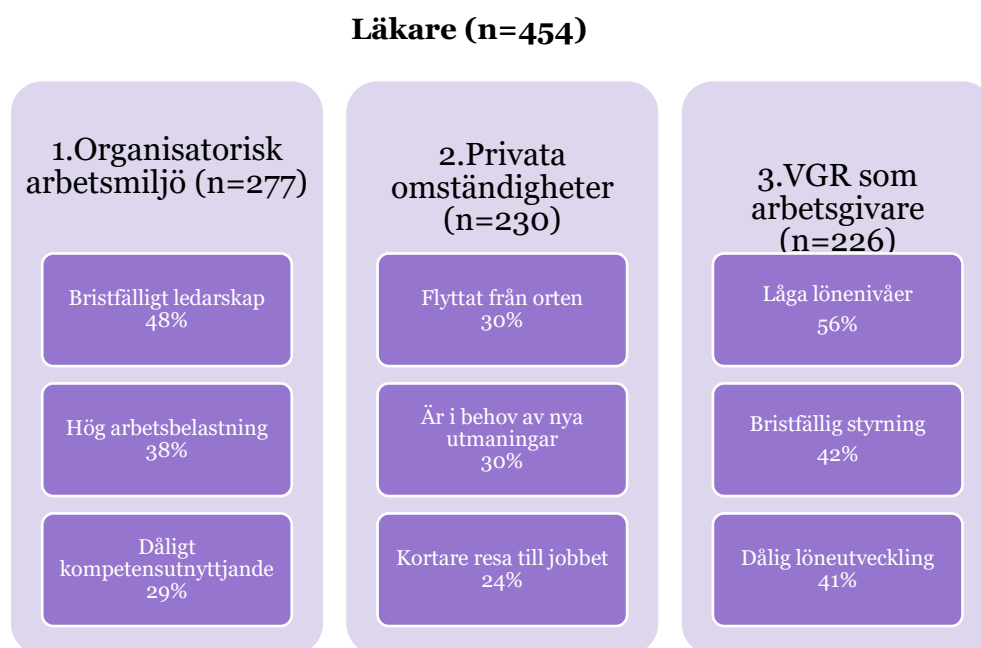 Läkare (n=454)
1.Organisatorisk
arbetsmiljö (n=277)
Bristfälligt ledarskap
48%
Hög arbetsbelastning
38%
Dåligt
kompetensutnyttjande
29%
2.Privata
omständigheter
(n=230)
Flyttat från orten
30%
Är i behov av nya
utmaningar
30%
Kortare resa till jobbet
24%
3.VGR som
arbetsgivare
(n=226)
Låga lönenivåer
56%
Bristfällig styrning
42%
Dålig löneutveckling
41%